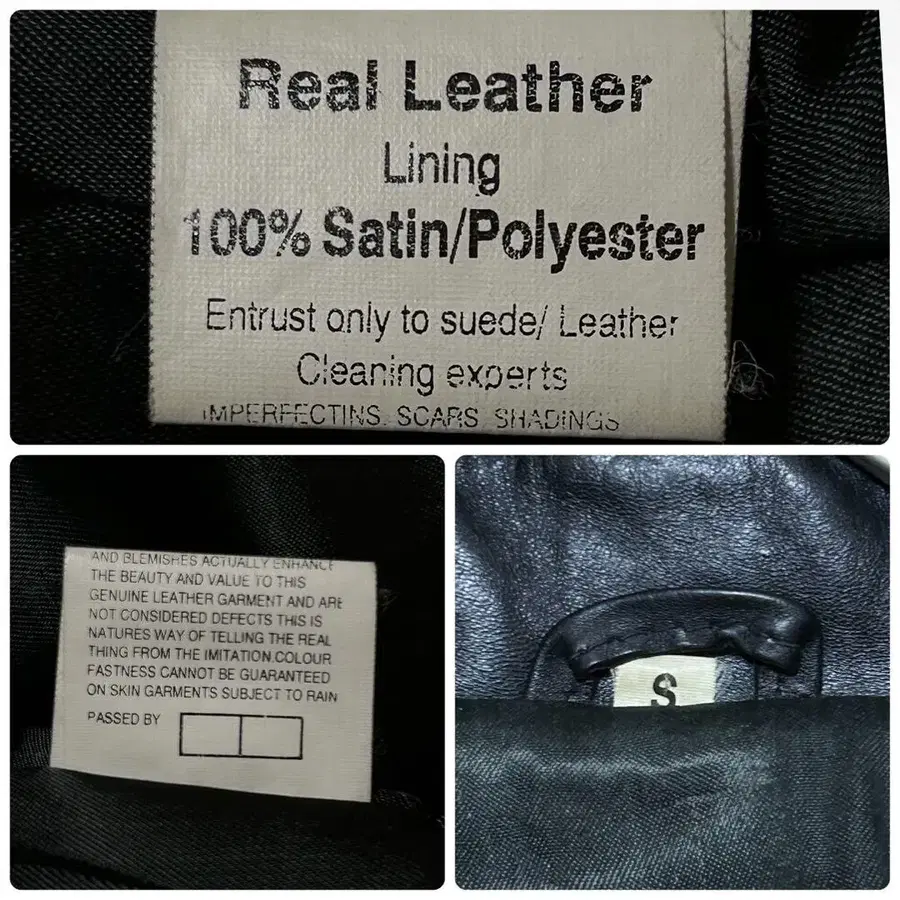 Real Leather
Lining
100% Satin/Polyester
Entrust only to suede/ Leather
Cleaning experts
IMPERFECTINS. SCARS SHADINGS
AND BLEMISHES ACTUALLY ENHANCE
THE BEAUTY AND VALUE TO THIS
GENUINE LEATHER GARMENT AND ARE
NOT CONSIDERED DEFECTS THIS IS
NATURES WAY OF TELLING THE REAL
THING FROM THE IMITATION.COLOUR
FASTNESS CANNOT BE GUARANTEED
ON SKIN GARMENTS SUBJECT TO RAIN
PASSED BY
S